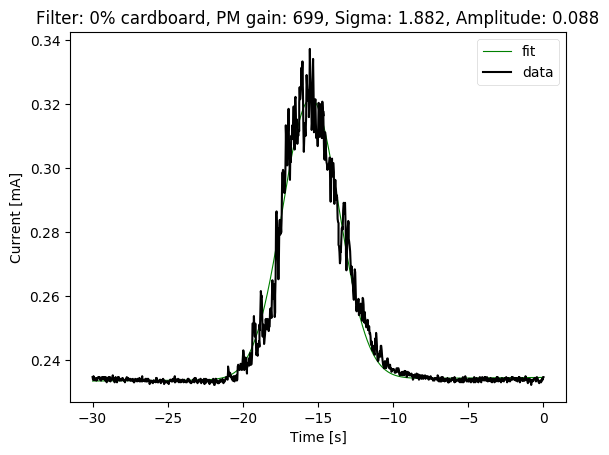 Filter: 0% cardboard, PM gain: 699, Sigma: 1.882, Amplitude: 0.088
fit
data
Current [mA]
0.34
0.32
0.30
0.28
0.26
0.24
−30
−25
−20
−15
−10
−5
0
Time [s]